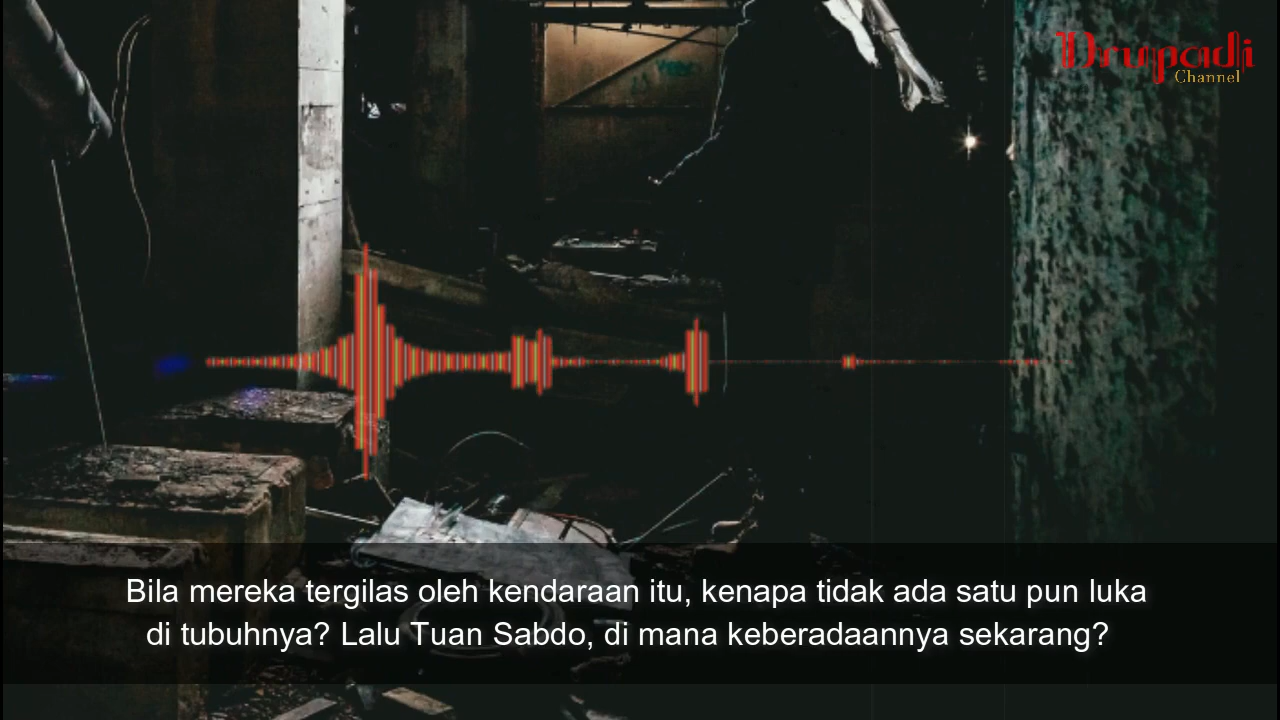 Drupadi
Channel
Bila mereka tergilas oleh kendaraan itu, kenapa tidak ada satu pun luka
di tubuhnya? Lalu Tuan Sabdo, di mana keberadaannya sekarang?